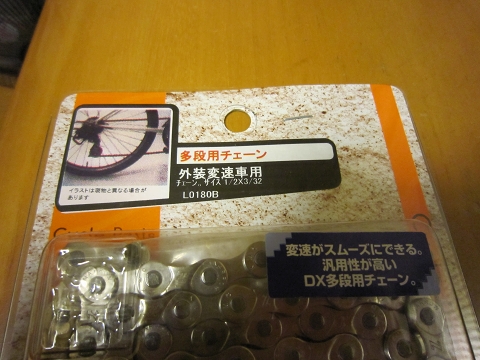 多段用チェーン
外装変速車用
チェーン、サイズ 1/2X3/32
L0180B
イラストは現物と異なる場合が
あります
変速がスムーズにできる。
汎用性が高い
DX多段用チェーン。